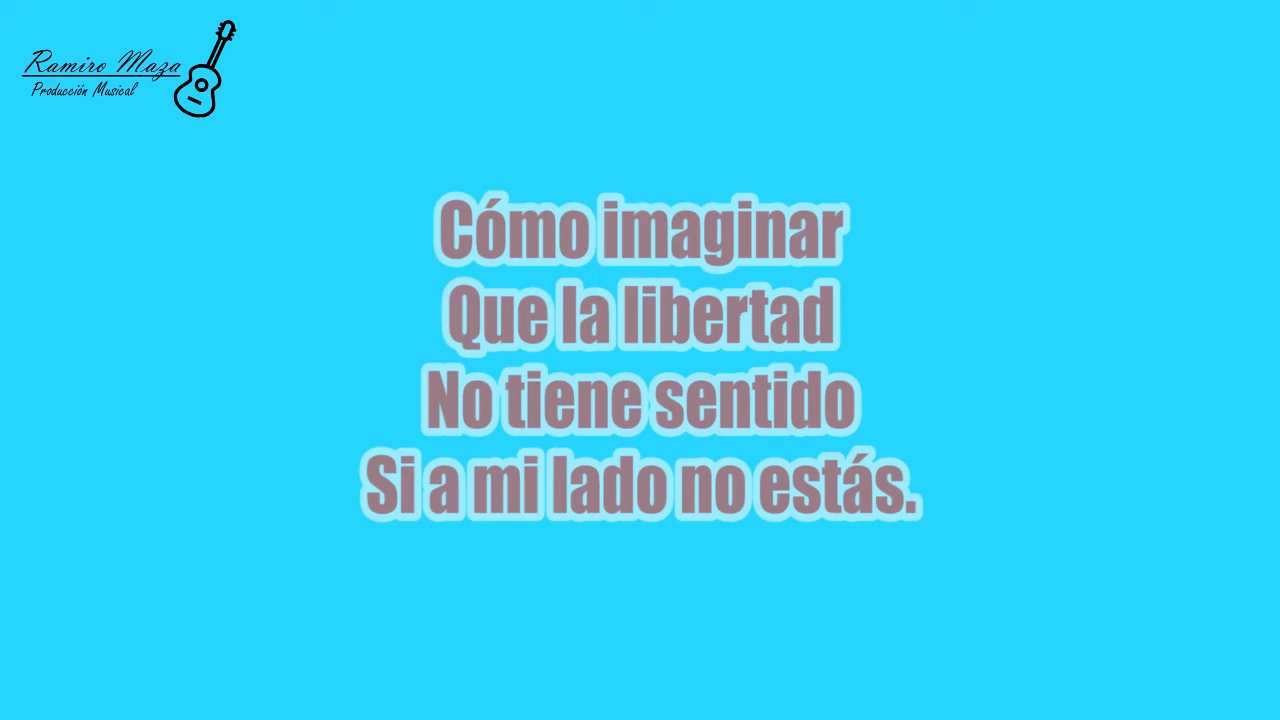 Ramiro Maza
Producción Musical
Cómo imaginar
Que la libertad
No tiene sentido
Si a mi lado no estás.